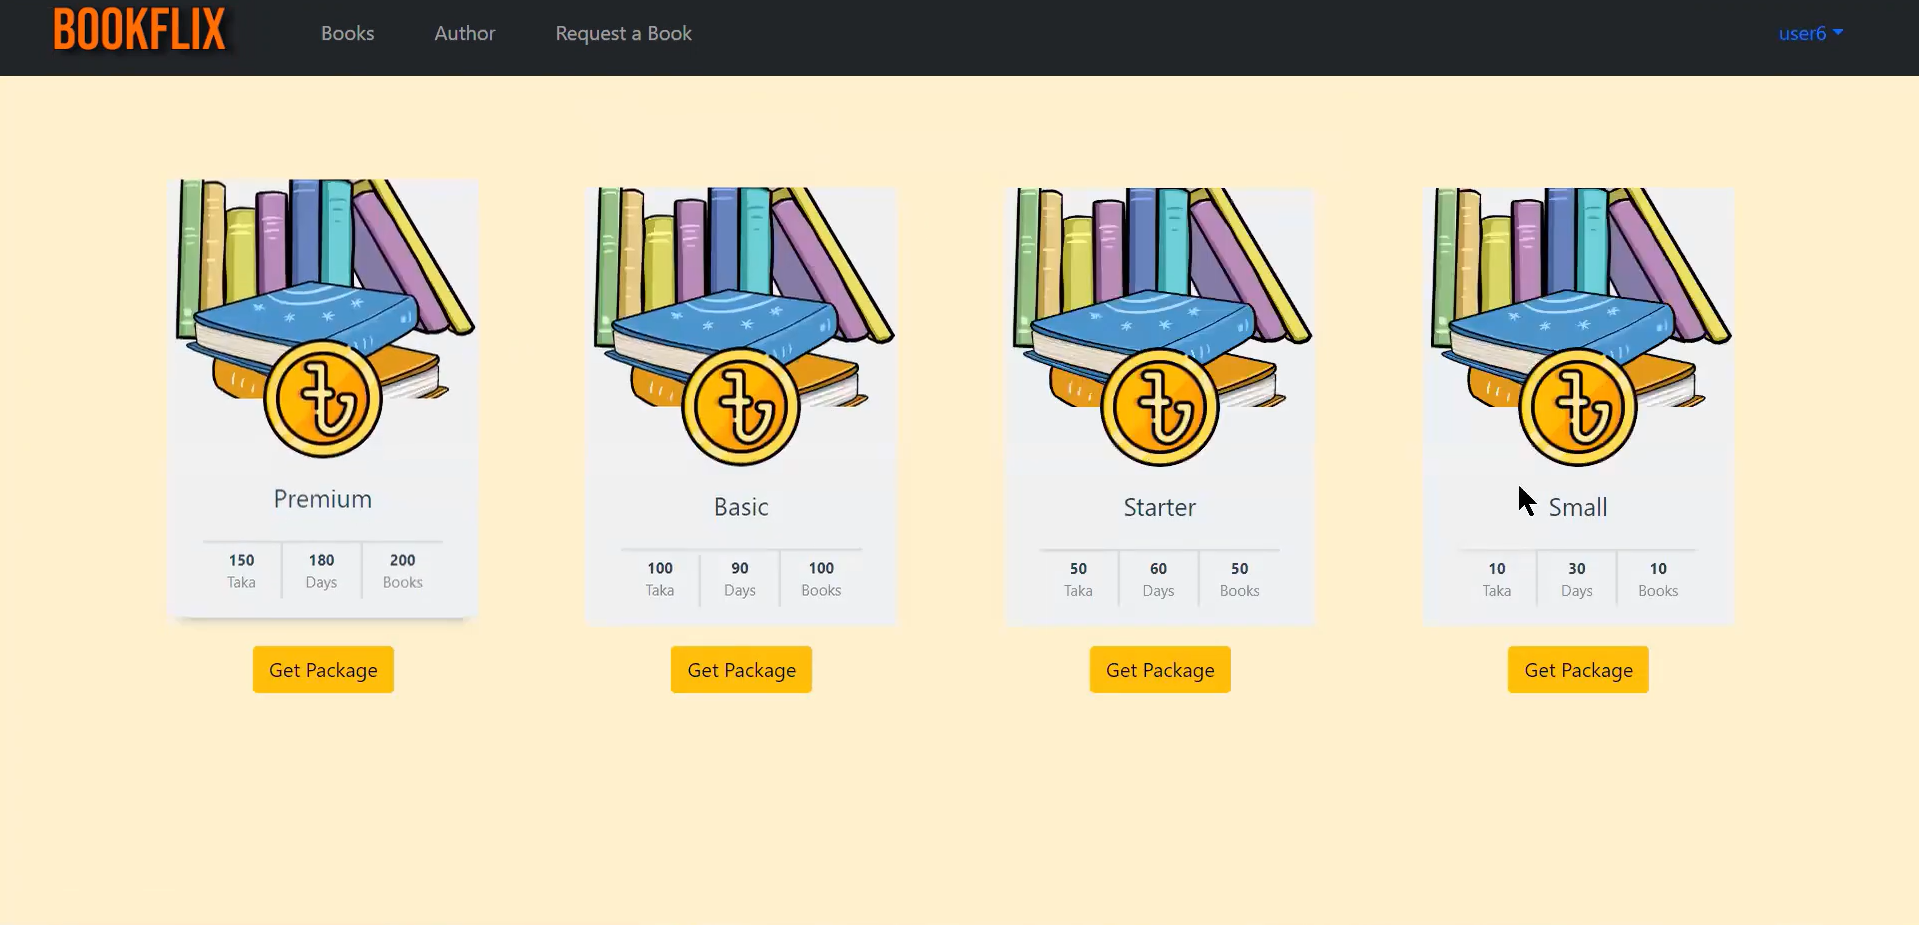 BOOKFLIX Books Author Request a Book user6
Premium
150 180 200
Taka Days Books
Get Package
Basic
100 90 100
Taka Days Books
Get Package
Starter
50 60 50
Taka Days Books
Get Package
Small
10 30 10
Taka Days Books
Get Package